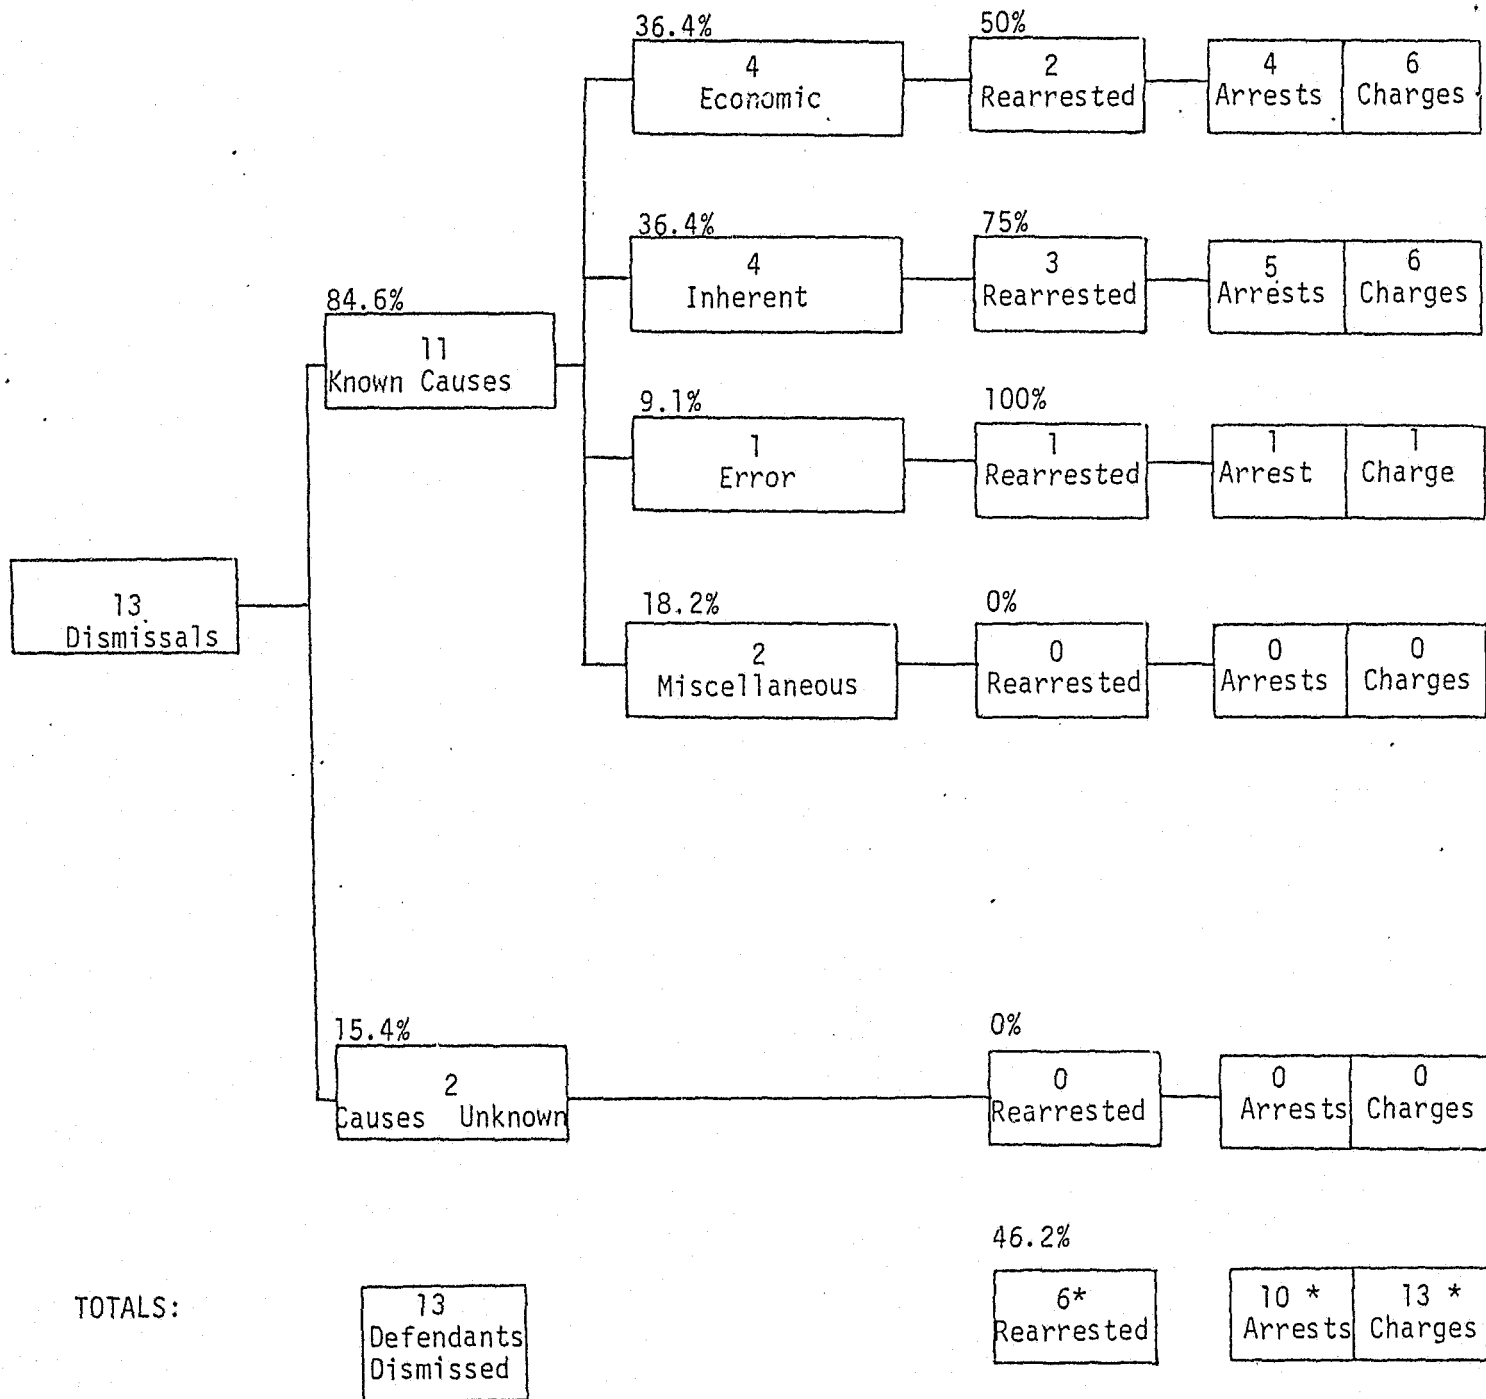 36.4%
4
Economic
50%
2
Rearrested
4
Arrests
6
Charges
36.4%
4
Inherent
75%
3
Rearrested
5
Arrests
6
Charges
84.6%
11
Known Causes
9.1%
1
Error
100%
1
Rearrested
1
Arrest
1
Charge
13
Dismissals
18.2%
2
Miscellaneous
0%
0
Rearrested
0
Arrests
0
Charges
15.4%
2
Causes Unknown
0%
0
Rearrested
0
Arrests
0
Charges
TOTALS:
13
Defendants
Dismissed
46.2%
6*
Rearrested
10 *
Arrests
13 *
Charges